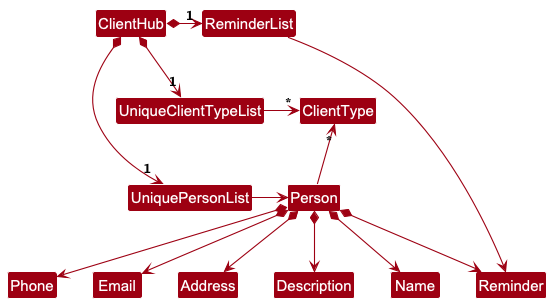 ClientHub
1
ReminderList
1
UniqueClientTypeList
*
ClientType
*
1
UniquePersonList
Person
Phone
Email
Address
Description
Name
Reminder